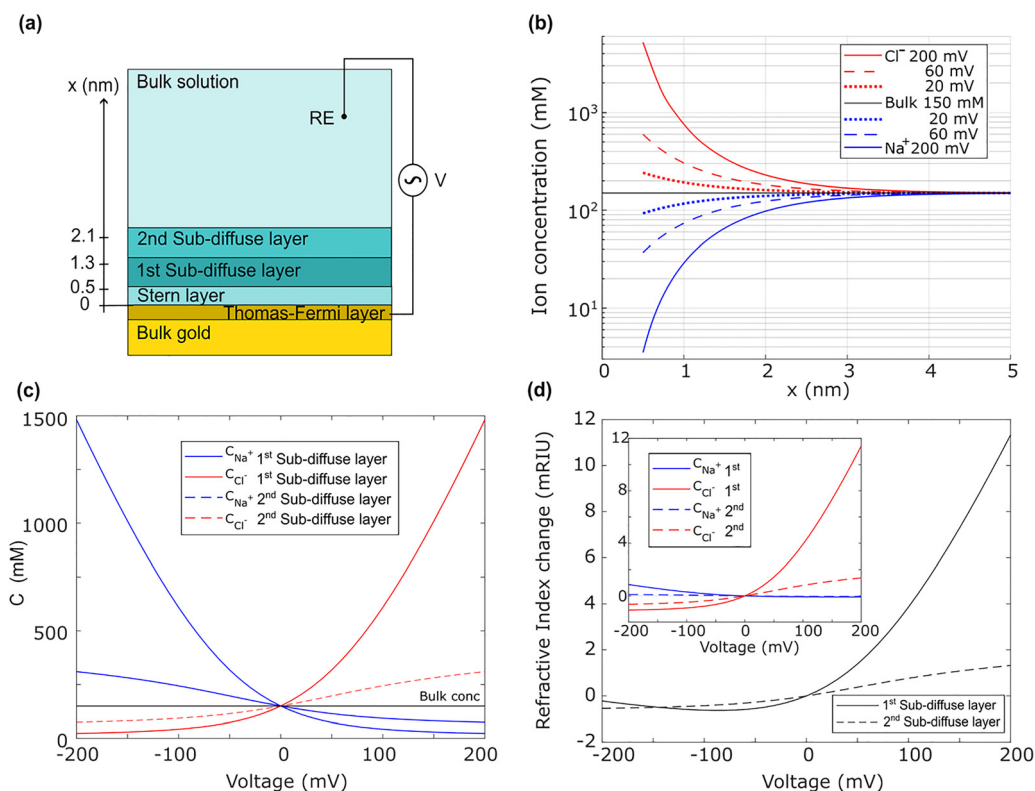 (a)
x (nm)
Bulk solution
RE
V
2.1
2nd Sub-diffuse layer
1.3
1st Sub-diffuse layer
0.5
Stern layer
0
Thomas-Fermi layer
Bulk gold
(b)
Ion concentration (mM)
10³
10²
10¹
Cl⁻ 200 mV
60 mV
20 mV
Bulk 150 mM
20 mV
60 mV
Na⁺ 200 mV
0 1 2 3 4 5
x (nm)
(c)
C (mM)
1500
1000
500
0
C_Na⁺ 1st Sub-diffuse layer
C_Cl⁻ 1st Sub-diffuse layer
C_Na⁺ 2nd Sub-diffuse layer
C_Cl⁻ 2nd Sub-diffuse layer
Bulk conc
-200 -100 0 100 200
Voltage (mV)
(d)
Refractive Index change (mRIU)
12
10
8
6
4
2
0
-2
12
8
4
0
C_Na⁺ 1st
C_Cl⁻ 1st
C_Na⁺ 2nd
C_Cl⁻ 2nd
-200 -100 0 100 200
Voltage (mV)
1st Sub-diffuse layer
2nd Sub-diffuse layer
-200 -100 0 100 200
Voltage (mV)